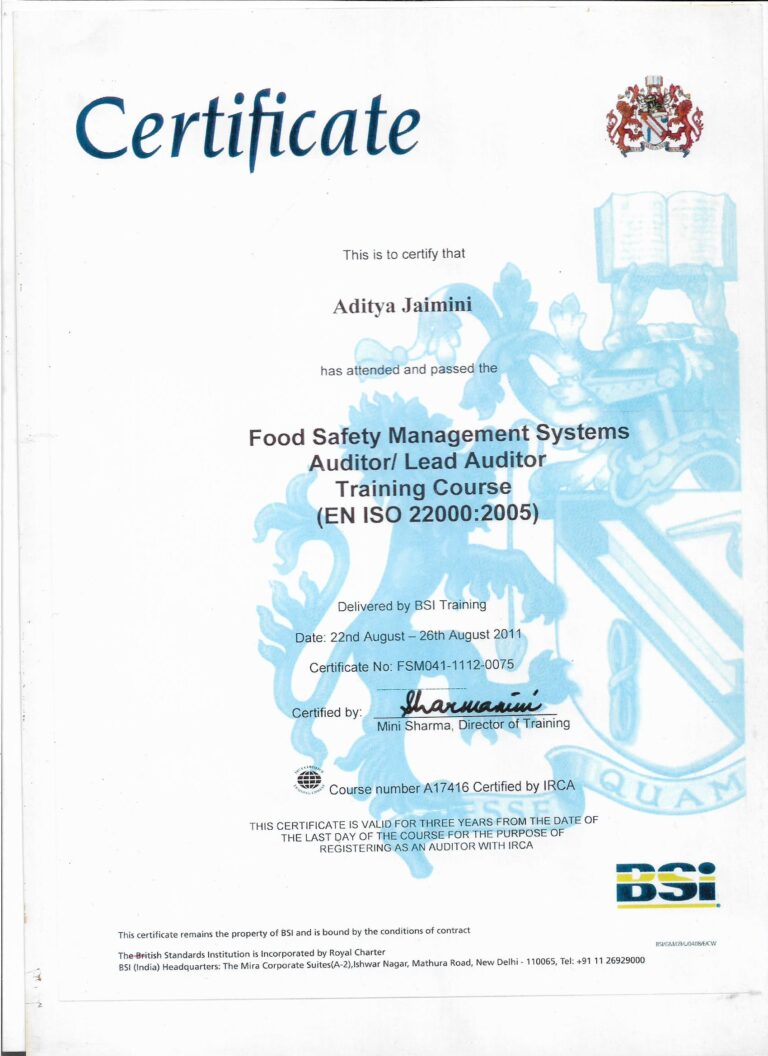 Certificate
This is to certify that
Aditya Jaimini
has attended and passed the
Food Safety Management Systems
Auditor/ Lead Auditor
Training Course
(EN ISO 22000:2005)
Delivered by BSI Training
Date: 22nd August – 26th August 2011
Certificate No: FSM041-1112-0075
Certified by:
Sharmamini
Mini Sharma, Director of Training
Course number A17416 Certified by IRCA
ESSE QUAM
THIS CERTIFICATE IS VALID FOR THREE YEARS FROM THE DATE OF
THE LAST DAY OF THE COURSE FOR THE PURPOSE OF
REGISTERING AS AN AUDITOR WITH IRCA
BSi
This certificate remains the property of BSI and is bound by the conditions of contract
The British Standards Institution is Incorporated by Royal Charter
BSI (India) Headquarters: The Mira Corporate Suites(A-2),Ishwar Nagar, Mathura Road, New Delhi - 110065, Tel: +91 11 26929000